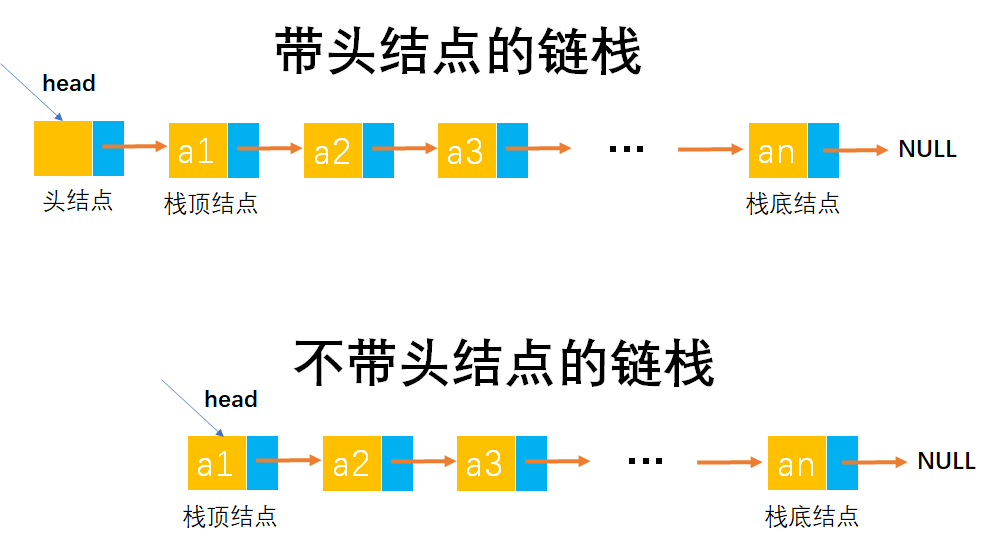 带头结点的链栈
head
a1 a2 a3 ... an NULL
头结点 栈顶结点 栈底结点
不带头结点的链栈
head
a1 a2 a3 ... an NULL
栈顶结点 栈底结点